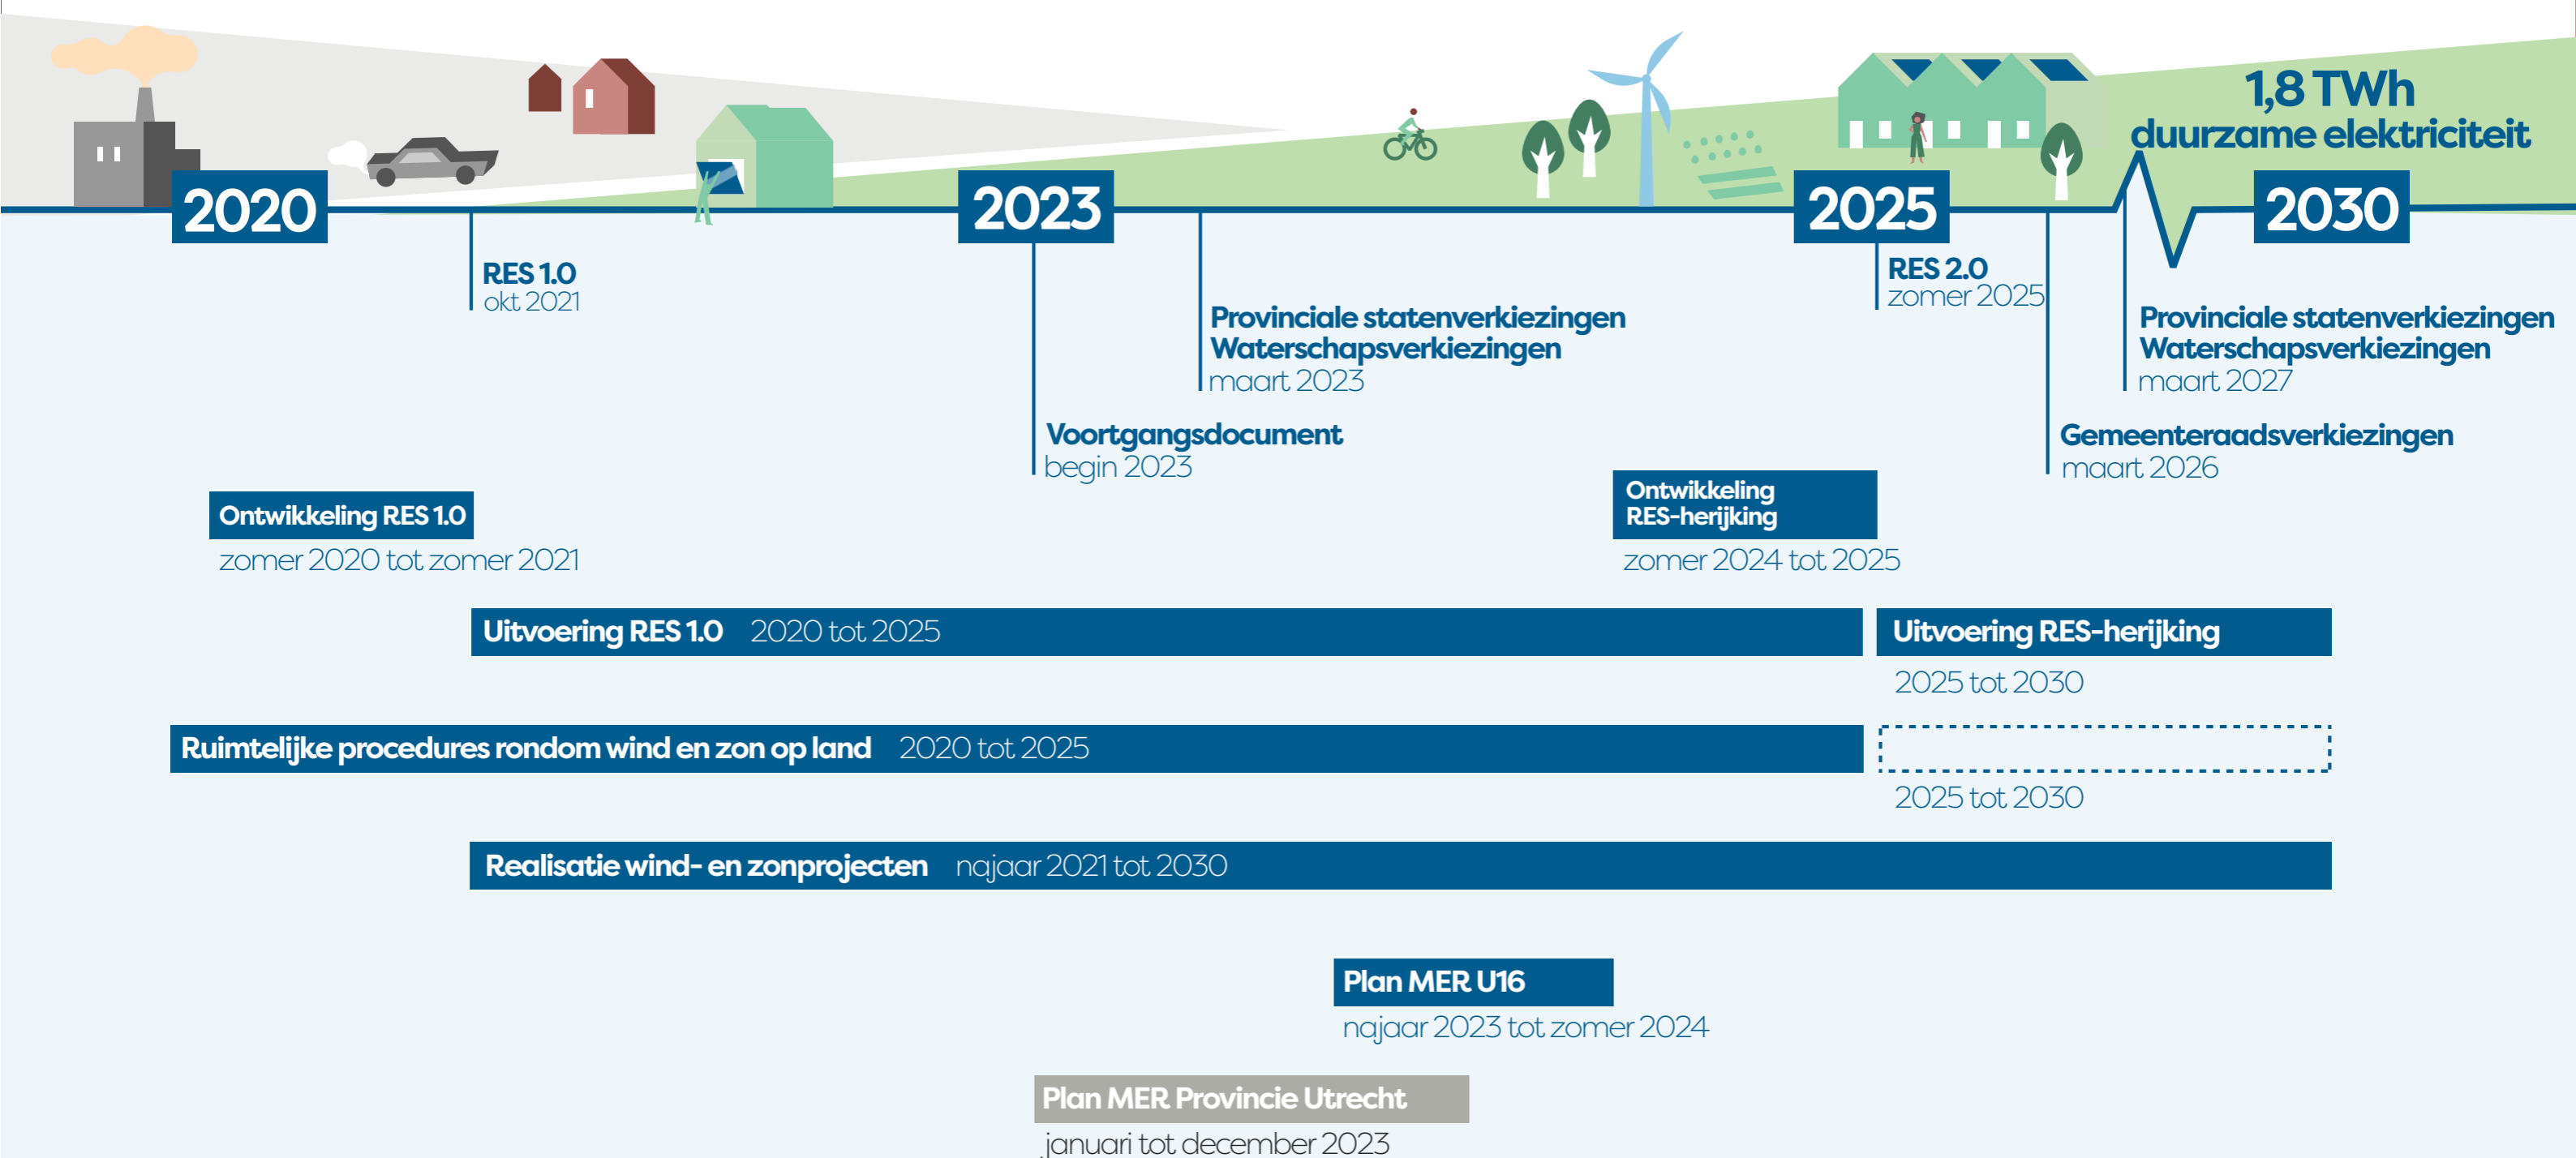 1,8 TWh
duurzame elektriciteit
2020
2023
2025
2030
RES 1.0
okt 2021
RES 2.0
zomer 2025
Provinciale statenverkiezingen
Waterschapsverkiezingen
maart 2023
Provinciale statenverkiezingen
Waterschapsverkiezingen
maart 2027
Voortgangsdocument
begin 2023
Gemeenteraadsverkiezingen
maart 2026
Ontwikkeling RES 1.0
zomer 2020 tot zomer 2021
Ontwikkeling
RES-herijking
zomer 2024 tot 2025
Uitvoering RES 1.0 2020 tot 2025
Uitvoering RES-herijking
2025 tot 2030
Ruimtelijke procedures rondom wind en zon op land 2020 tot 2025
2025 tot 2030
Realisatie wind- en zonprojecten najaar 2021 tot 2030
Plan MER U16
najaar 2023 tot zomer 2024
Plan MER Provincie Utrecht
januari tot december 2023